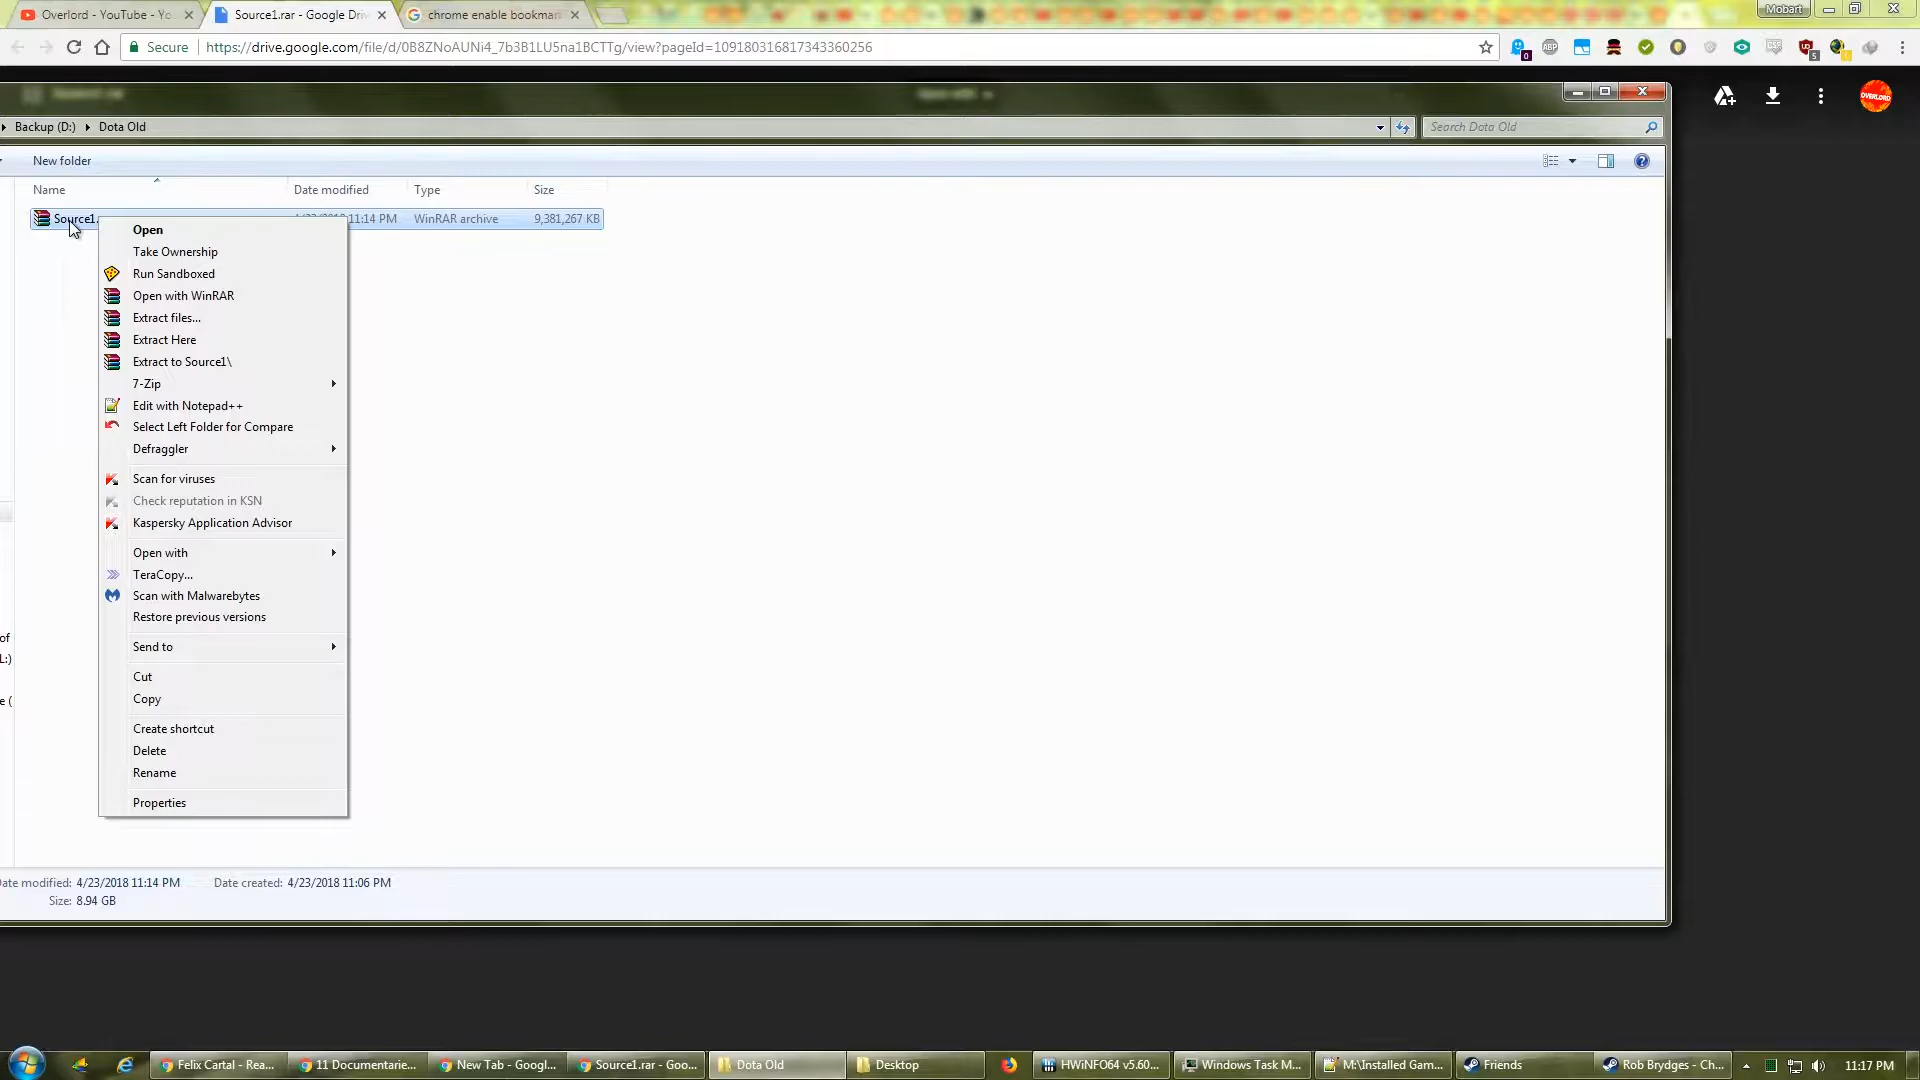 Overlord - YouTube - Yo
Source1.rar - Google Dri
chrome enable bookmar
Mobart
Secure
https://drive.google.com/file/d/0B8ZNoAUNi4_7b3B1LU5na1BCTTg/view?pageId=109180316817343360256
OVERLORD
Backup (D:)
Dota Old
Search Dota Old
New folder
Name
Date modified
Type
Size
Source1.
11:14 PM
WinRAR archive
9,381,267 KB
Open
Take Ownership
Run Sandboxed
Open with WinRAR
Extract files...
Extract Here
Extract to Source1\
7-Zip
Edit with Notepad++
Select Left Folder for Compare
Defraggler
Scan for viruses
Check reputation in KSN
Kaspersky Application Advisor
Open with
TeraCopy...
Scan with Malwarebytes
Restore previous versions
Send to
Cut
Copy
Create shortcut
Delete
Rename
Properties
of
L:)
e (
ate modified: 4/23/2018 11:14 PM
Date created: 4/23/2018 11:06 PM
Size: 8.94 GB
Felix Cartal - Rea...
11 Documentarie...
New Tab - Googl...
Source1.rar - Goo...
Dota Old
Desktop
HWiNFO64 v5.60...
Windows Task M...
M:\Installed Gam...
Friends
Rob Brydges - Ch...
11:17 PM